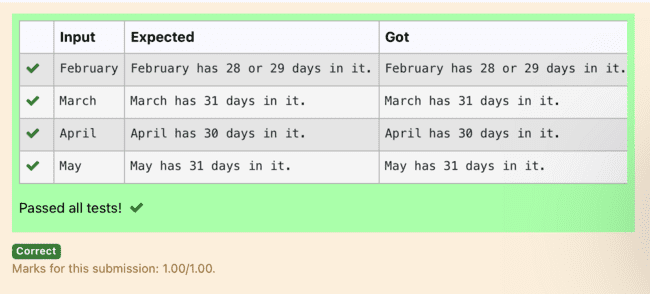 Input Expected Got
February February has 28 or 29 days in it. February has 28 or 29 days in it.
March March has 31 days in it. March has 31 days in it.
April April has 30 days in it. April has 30 days in it.
May May has 31 days in it. May has 31 days in it.
Passed all tests!
Correct
Marks for this submission: 1.00/1.00.